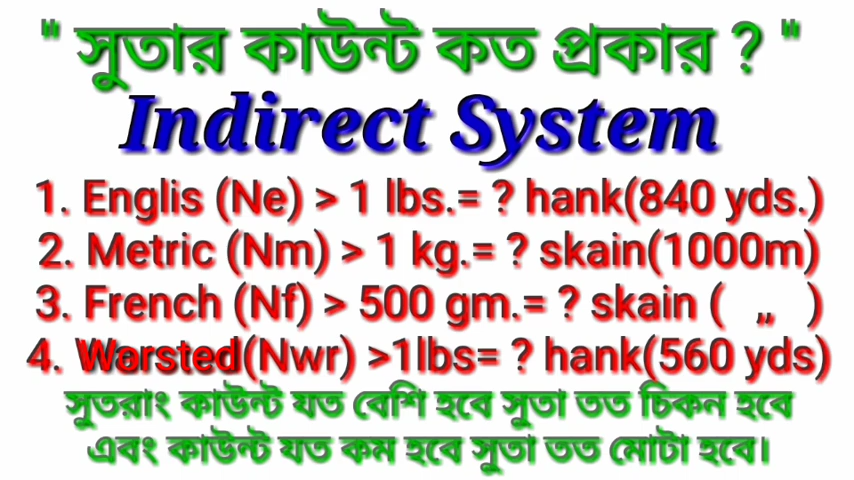 " সুতার কাউন্ট কত প্রকার ? "
Indirect System
1. Englis (Ne) > 1 lbs.= ? hank(840 yds.)
2. Metric (Nm) > 1 kg.= ? skain(1000m)
3. French (Nf) > 500 gm.= ? skain ( ,, )
4. Worsted(Nwr) >1lbs= ? hank(560 yds)
সুতরাং কাউন্ট যত বেশি হবে সুতা তত চিকন হবে
এবং কাউন্ট যত কম হবে সুতা তত মোটা হবে।